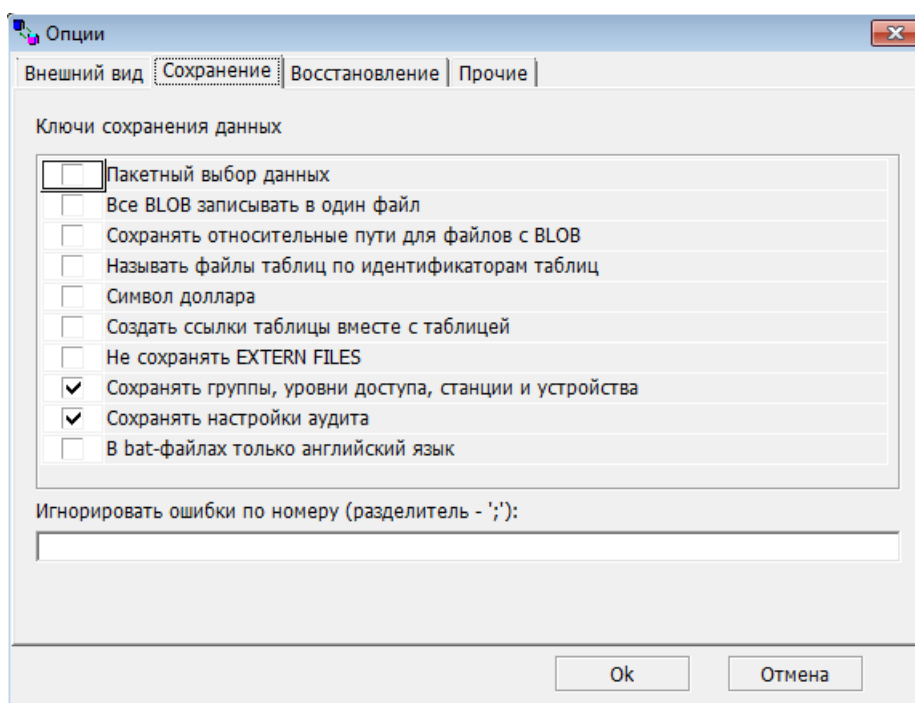 Опции
Внешний вид Сохранение Восстановление Прочие
Ключи сохранения данных
Пакетный выбор данных
Все BLOB записывать в один файл
Сохранять относительные пути для файлов с BLOB
Называть файлы таблиц по идентификаторам таблиц
Символ доллара
Создать ссылки таблицы вместе с таблицей
Не сохранять EXTERN FILES
Сохранять группы, уровни доступа, станции и устройства
Сохранять настройки аудита
В bat-файлах только английский язык
Игнорировать ошибки по номеру (разделитель - ';'):
Ok Отмена